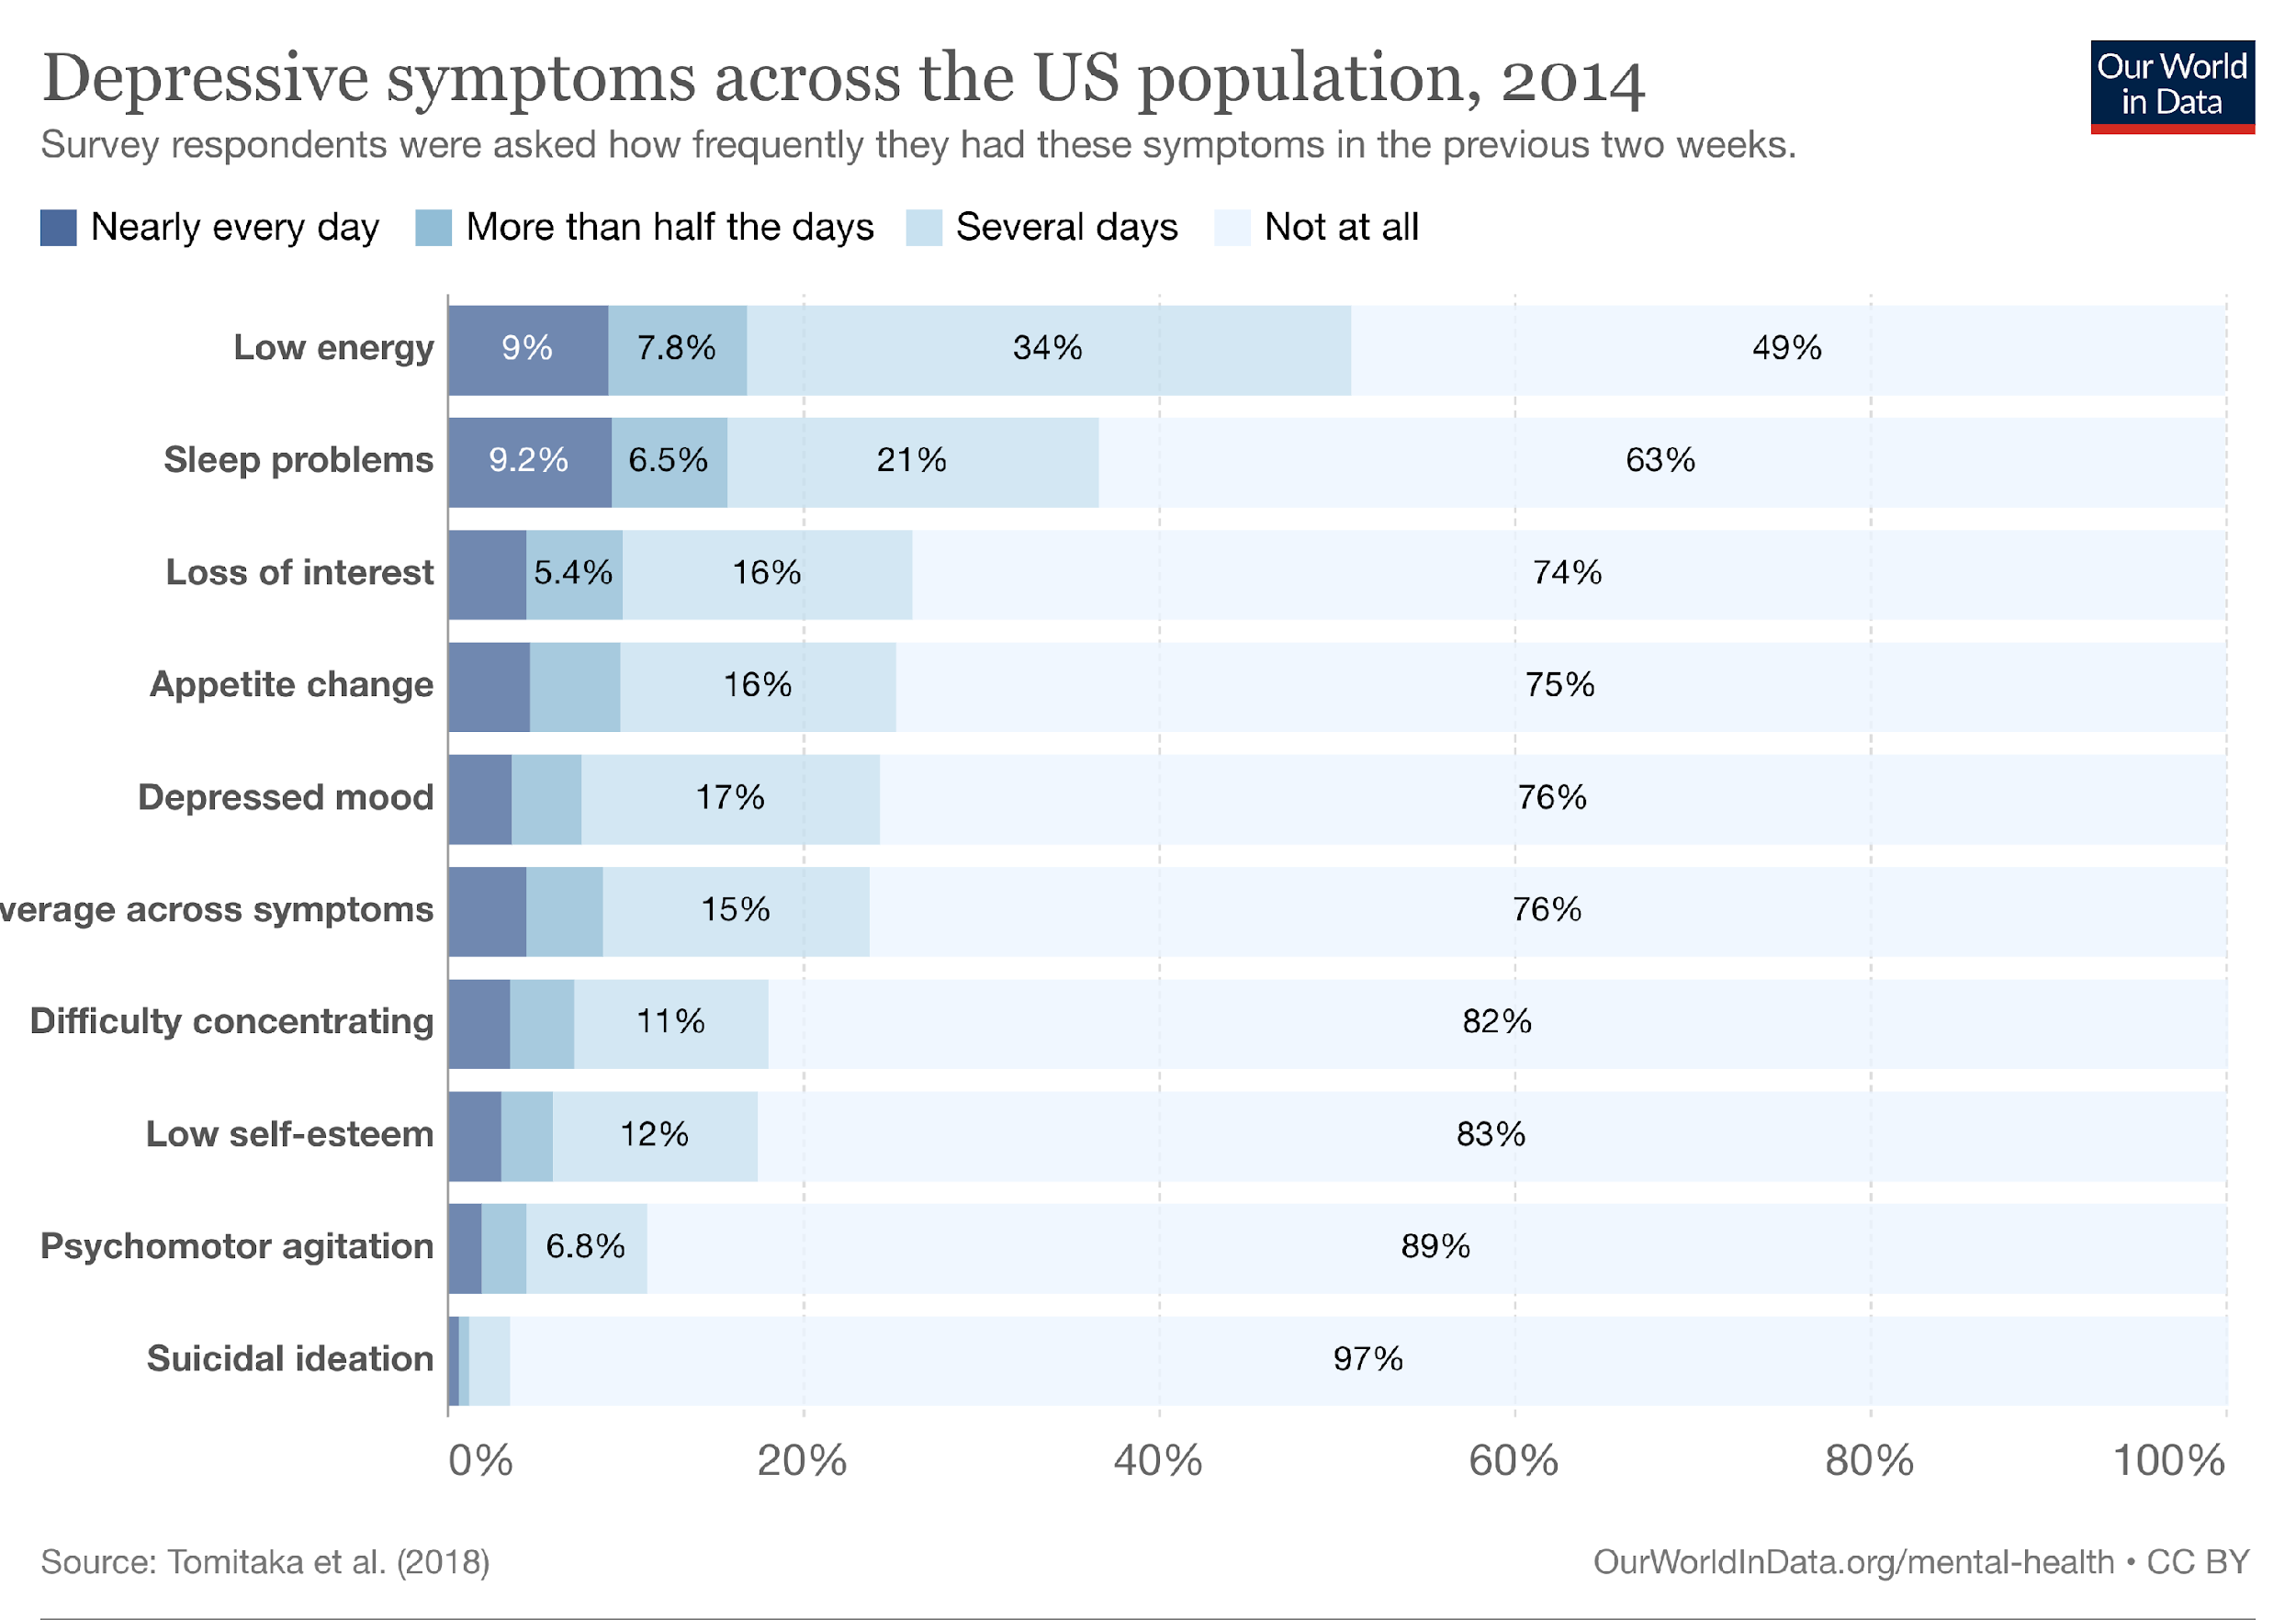 Depressive symptoms across the US population, 2014
Our World
in Data
Survey respondents were asked how frequently they had these symptoms in the previous two weeks.
Nearly every day More than half the days Several days Not at all
Low energy 9% 7.8% 34% 49%
Sleep problems 9.2% 6.5% 21% 63%
Loss of interest 5.4% 16% 74%
Appetite change 16% 75%
Depressed mood 17% 76%
verage across symptoms 15% 76%
Difficulty concentrating 11% 82%
Low self-esteem 12% 83%
Psychomotor agitation 6.8% 89%
Suicidal ideation 97%
0% 20% 40% 60% 80% 100%
Source: Tomitaka et al. (2018) OurWorldInData.org/mental-health • CC BY